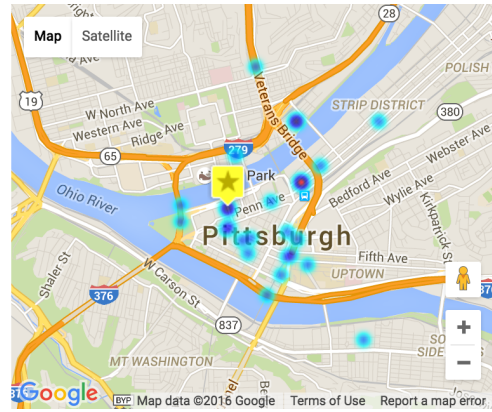 Map Satellite
28
POLISH
19
Veterans Bridge
STRIP DISTRICT
380
W North Ave
Western Ave
Ridge Ave
279
65
Webster Ave
Park
Bedford Ave
Wylie Ave
Ohio River
Penn Ave
Kirkpatrick St
Pittsburgh
Fifth Ave
UPTOWN
Shaler St
376
W Carson St
376
837
MT WASHINGTON
Google
BYP Map data ©2016 Google Terms of Use Report a map error